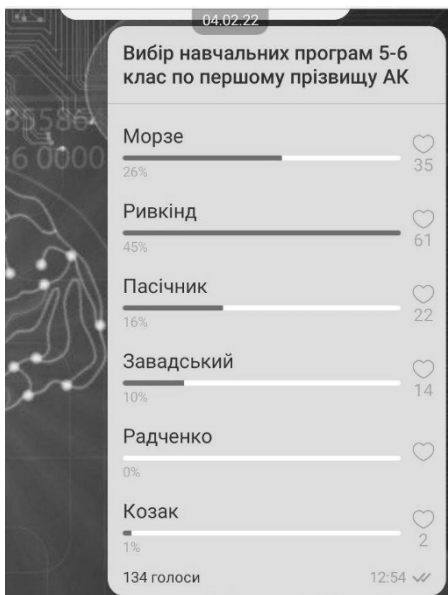 04.02.22
Вибір навчальних програм 5-6
клас по першому прізвищу АК
Морзе
26%
35
Ривкінд
45%
61
Пасічник
16%
22
Завадський
10%
14
Радченко
0%
Козак
1%
2
134 голоси
12:54